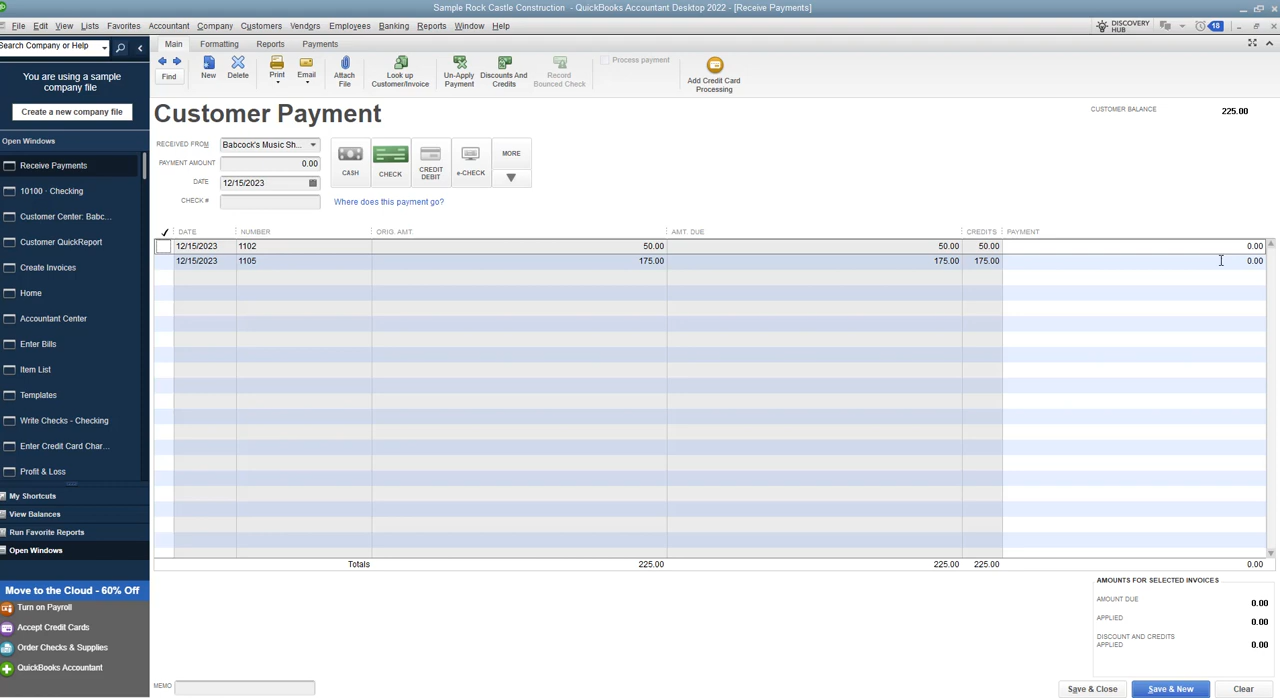 Sample Rock Castle Construction - QuickBooks Accountant Desktop 2022 - [Receive Payments]
File Edit View Lists Favorites Accountant Company Customers Vendors Employees Banking Reports Window Help
DISCOVERY HUB 18
Search Company or Help
Main Formatting Reports Payments
You are using a sample company file
Create a new company file
Find
New
Delete
Print
Email
Attach File
Look up Customer/Invoice
Un-Apply Payment
Discounts And Credits
Record Bounced Check
Process payment
Add Credit Card Processing
Open Windows
Receive Payments
10100 · Checking
Customer Center: Babc...
Customer QuickReport
Create Invoices
Home
Accountant Center
Enter Bills
Item List
Templates
Write Checks - Checking
Enter Credit Card Char...
Profit & Loss
My Shortcuts
View Balances
Run Favorite Reports
Open Windows
Move to the Cloud - 60% Off
Turn on Payroll
Accept Credit Cards
Order Checks & Supplies
QuickBooks Accountant
Customer Payment
CUSTOMER BALANCE 225.00
RECEIVED FROM Babcock's Music Sh...
PAYMENT AMOUNT 0.00
DATE 12/15/2023
CHECK #
CASH
CHECK
CREDIT DEBIT
e-CHECK
MORE
Where does this payment go?
✓ DATE NUMBER ORIG. AMT. AMT. DUE CREDITS PAYMENT
12/15/2023 1102 50.00 50.00 50.00 0.00
12/15/2023 1105 175.00 175.00 175.00 0.00
Totals 225.00 225.00 225.00 0.00
AMOUNTS FOR SELECTED INVOICES
AMOUNT DUE 0.00
APPLIED 0.00
DISCOUNT AND CREDITS APPLIED 0.00
MEMO
Save & Close Save & New Clear